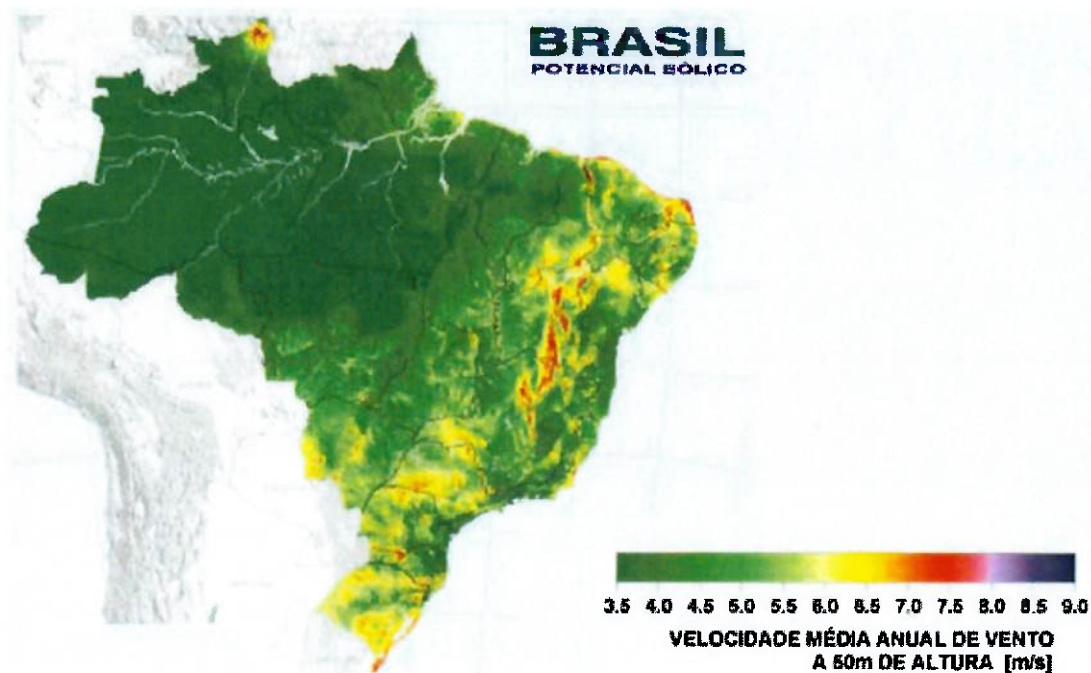 BRASIL
POTENCIAL EÓLICO
3.5 4.0 4.5 5.0 5.5 6.0 6.5 7.0 7.5 8.0 8.5 9.0
VELOCIDADE MÉDIA ANUAL DE VENTO
A 50m DE ALTURA [m/s]